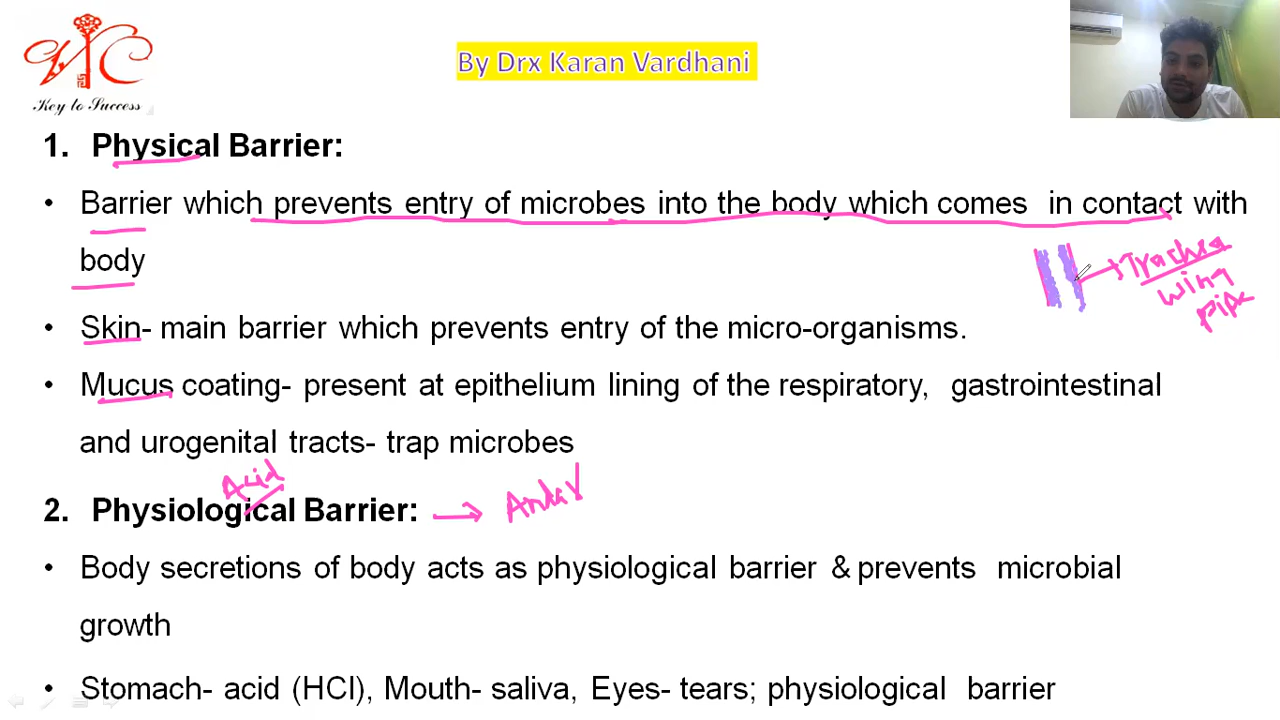 Key to Success
By Drx Karan Vardhani
1. Physical Barrier:
• Barrier which prevents entry of microbes into the body which comes in contact with
body
Trachea
wing
pipe
• Skin- main barrier which prevents entry of the micro-organisms.
• Mucus coating- present at epithelium lining of the respiratory, gastrointestinal
and urogenital tracts- trap microbes
Acid
2. Physiological Barrier: → Andar
• Body secretions of body acts as physiological barrier & prevents microbial
growth
• Stomach- acid (HCl), Mouth- saliva, Eyes- tears; physiological barrier